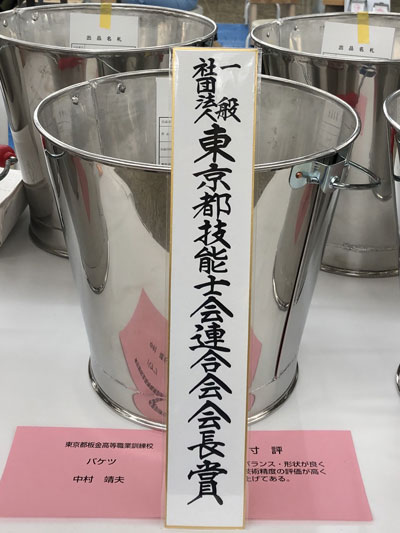 出品名札
出品名札
一般
社団法人
東京都技能士会連合会会長賞
東京都板金高等職業訓練校
バケツ
中村 靖夫
寸評
バランス・形状が良く
技術精度の評価が高く
上げてある。